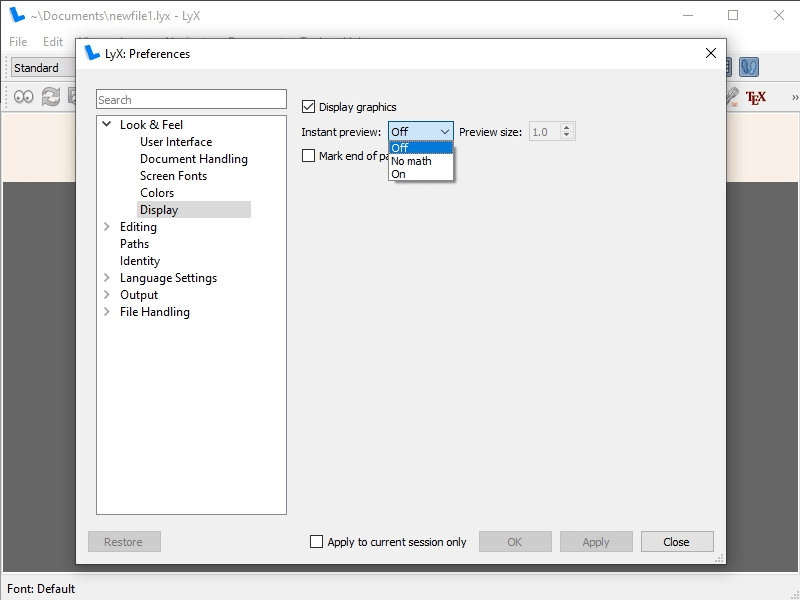 ~\Documents\newfile1.lyx - LyX
File Edit
LyX: Preferences
Standard
Search
Look & Feel
User Interface
Document Handling
Screen Fonts
Colors
Display
Editing
Paths
Identity
Language Settings
Output
File Handling
Display graphics
Instant preview: Off Preview size: 1.0
Off
No math
On
Mark end of pa
TEX
Restore
Apply to current session only
OK
Apply
Close
Font: Default